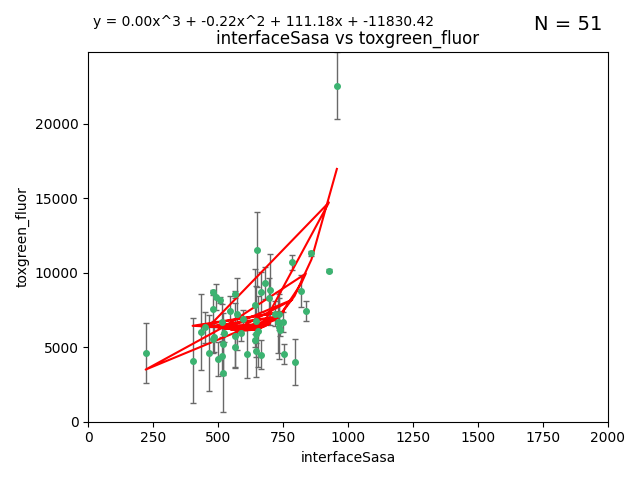 y = 0.00x^3 + -0.22x^2 + 111.18x + -11830.42
N = 51
interfaceSasa vs toxgreen_fluor
20000
15000
10000
5000
0
toxgreen_fluor
0 250 500 750 1000 1250 1500 1750 2000
interfaceSasa